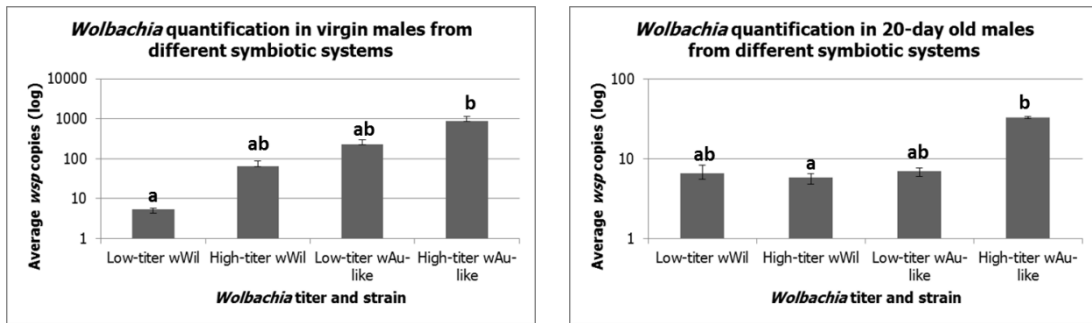 Wolbachia quantification in virgin males from
different symbiotic systems
Average wsp copies (log)
10000
1000
100
10
1
a
ab
ab
b
Low-titer wWil
High-titer wWil
Low-titer wAu-
like
High-titer wAu-
like
Wolbachia titer and strain
Wolbachia quantification in 20-day old males
from different symbiotic systems
Average wsp copies (log)
100
10
1
ab
a
ab
b
Low-titer wWil
High-titer wWil
Low-titer wAu-
like
High-titer wAu-
like
Wolbachia titer and strain